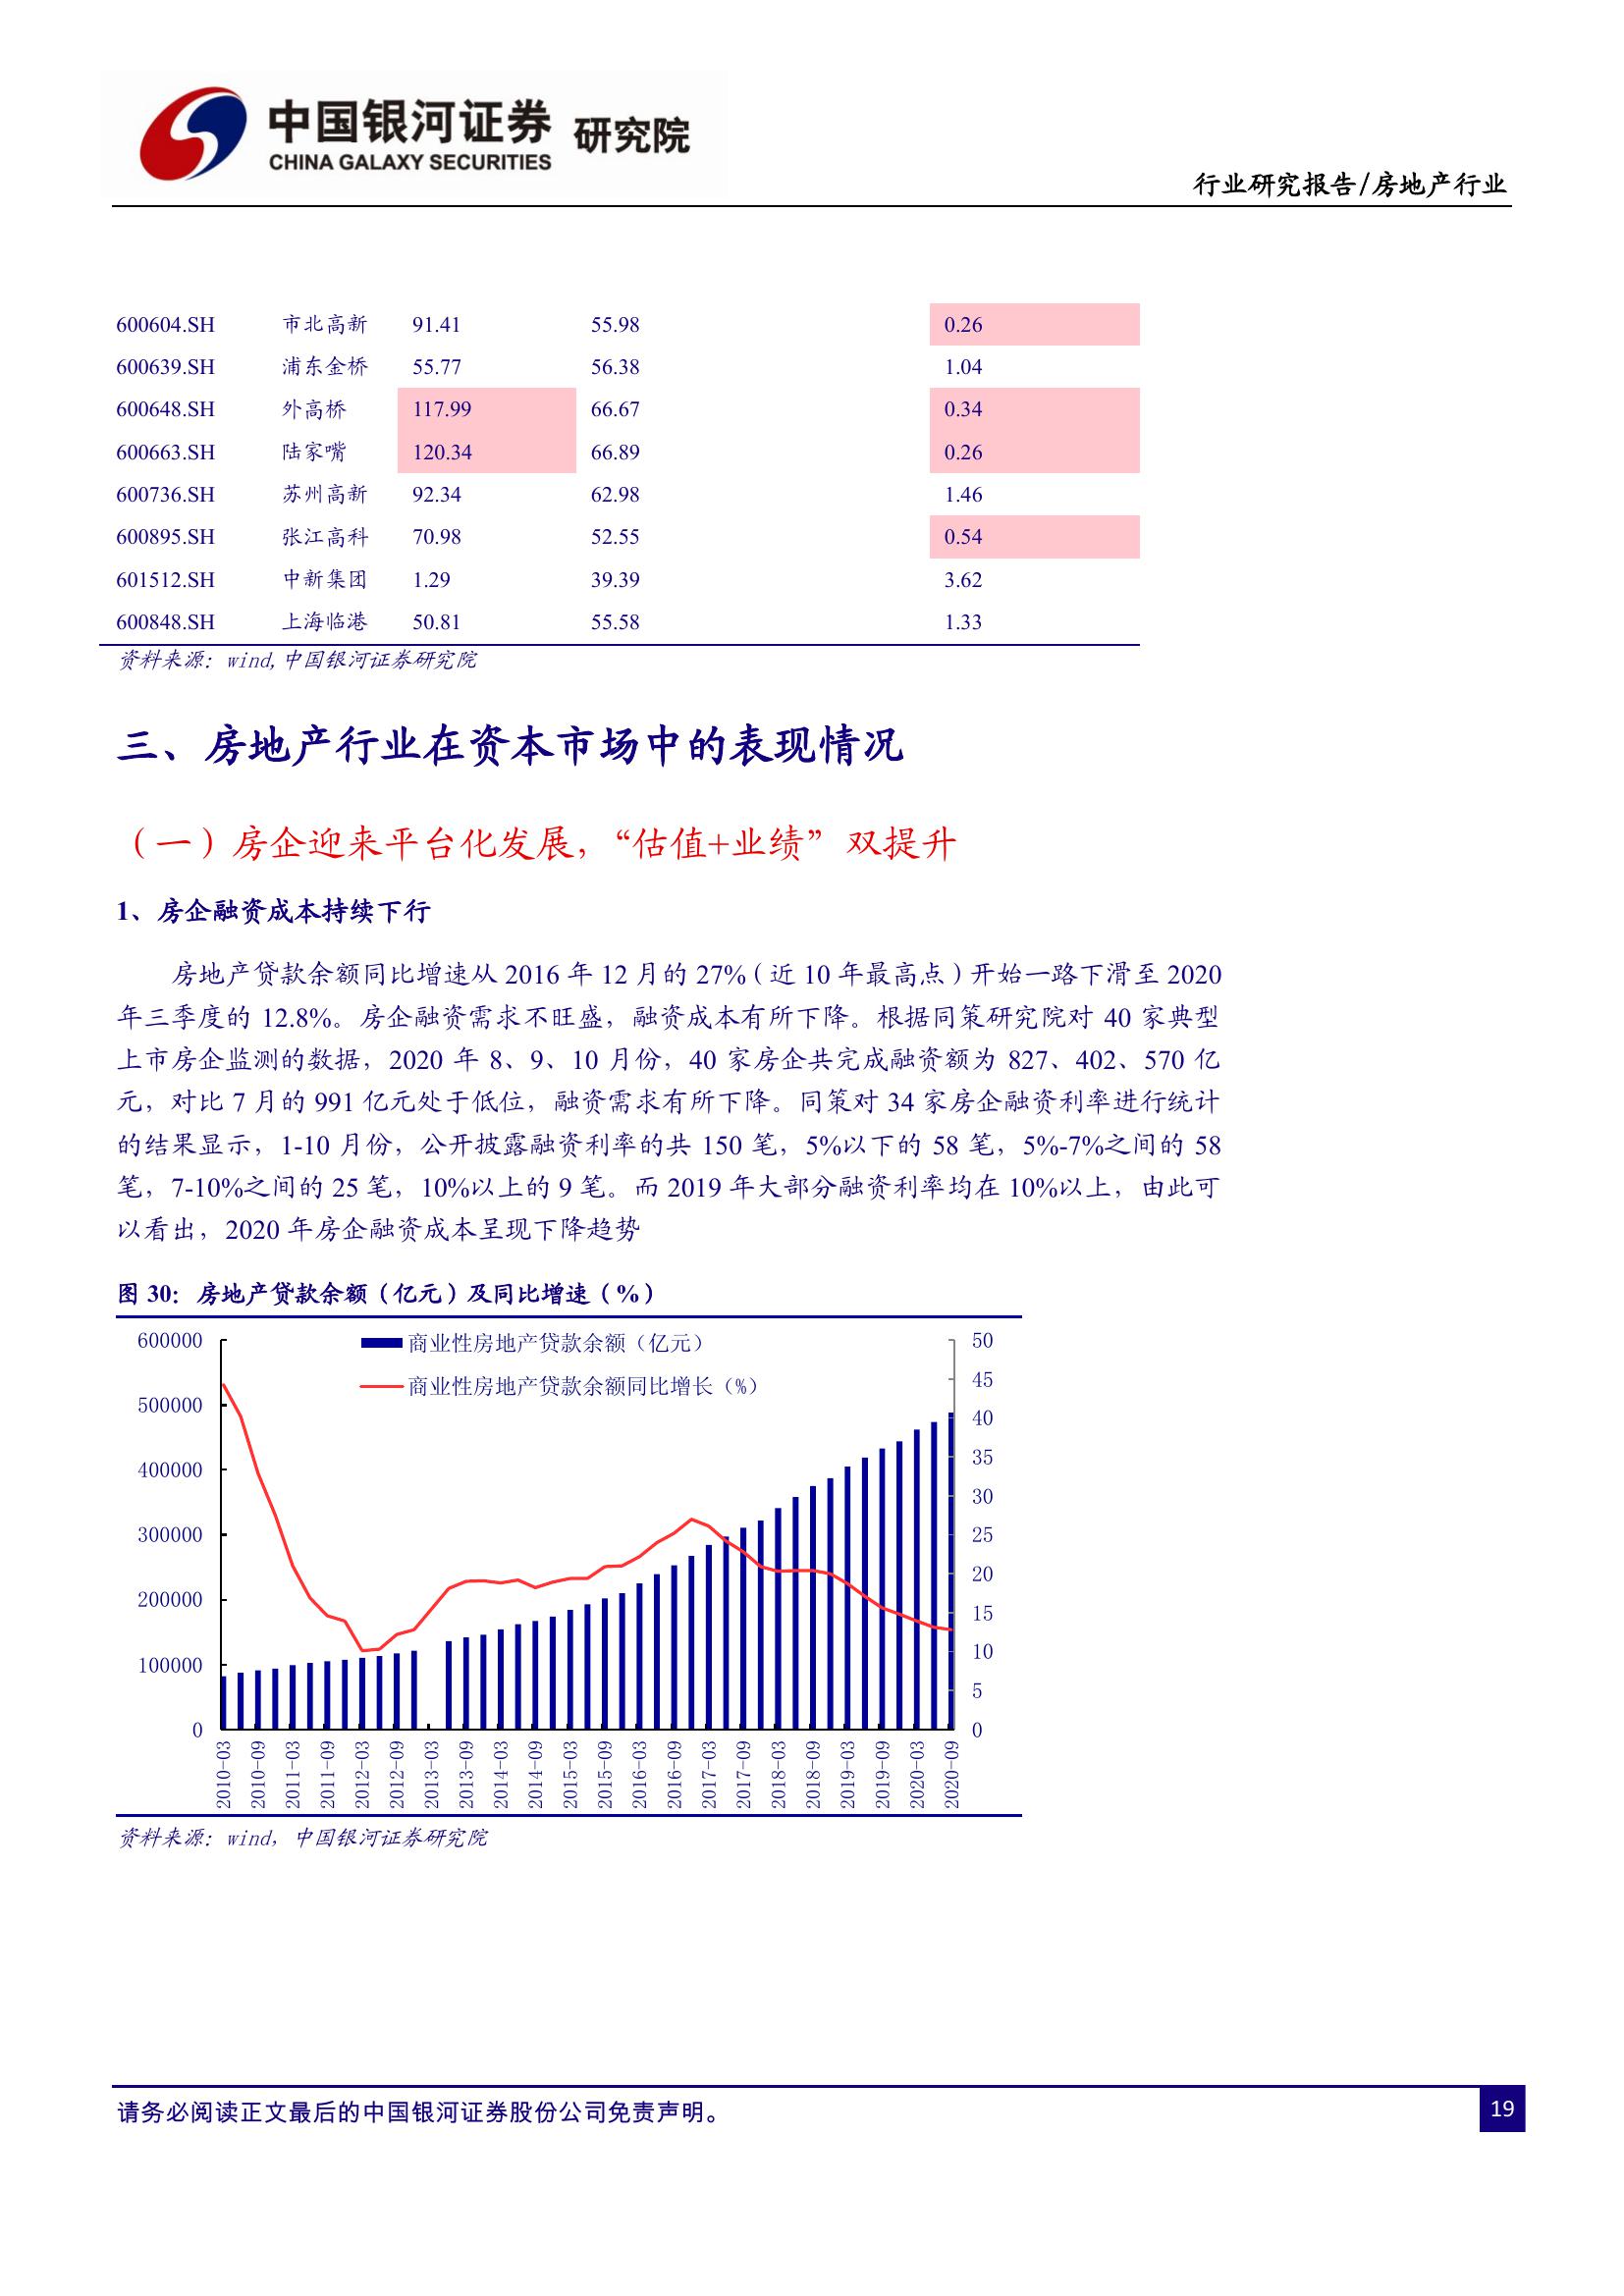 中国银河证券 研究院
CHINA GALAXY SECURITIES
行业研究报告/房地产行业
600604.SH 市北高新 91.41 55.98 0.26
600639.SH 浦东金桥 55.77 56.38 1.04
600648.SH 外高桥 117.99 66.67 0.34
600663.SH 陆家嘴 120.34 66.89 0.26
600736.SH 苏州高新 92.34 62.98 1.46
600895.SH 张江高科 70.98 52.55 0.54
601512.SH 中新集团 1.29 39.39 3.62
600848.SH 上海临港 50.81 55.58 1.33
资料来源：wind,中国银河证券研究院
三、房地产行业在资本市场中的表现情况
（一）房企迎来平台化发展，“估值+业绩”双提升
1、房企融资成本持续下行
房地产贷款余额同比增速从 2016 年 12 月的 27%（近 10 年最高点）开始一路下滑至 2020
年三季度的 12.8%。房企融资需求不旺盛，融资成本有所下降。根据同策研究院对 40 家典型
上市房企监测的数据，2020 年 8、9、10 月份，40 家房企共完成融资额为 827、402、570 亿
元，对比 7 月的 991 亿元处于低位，融资需求有所下降。同策对 34 家房企融资利率进行统计
的结果显示，1-10 月份，公开披露融资利率的共 150 笔，5%以下的 58 笔，5%-7%之间的 58
笔，7-10%之间的 25 笔，10%以上的 9 笔。而 2019 年大部分融资利率均在 10%以上，由此可
以看出，2020 年房企融资成本呈现下降趋势
图 30：房地产贷款余额（亿元）及同比增速（%）
商业性房地产贷款余额（亿元）
商业性房地产贷款余额同比增长（%）
600000
500000
400000
300000
200000
100000
0
50
45
40
35
30
25
20
15
10
5
0
2010-03
2010-09
2011-03
2011-09
2012-03
2012-09
2013-03
2013-09
2014-03
2014-09
2015-03
2015-09
2016-03
2016-09
2017-03
2017-09
2018-03
2018-09
2019-03
2019-09
2020-03
2020-09
资料来源：wind，中国银河证券研究院
请务必阅读正文最后的中国银河证券股份公司免责声明。
19